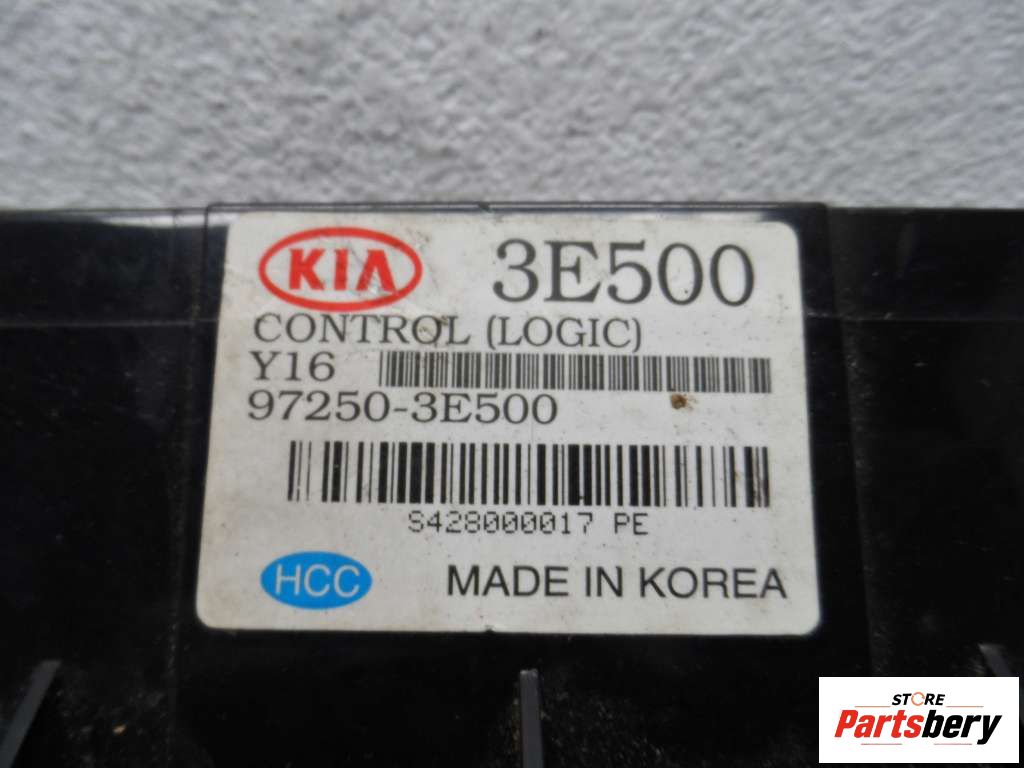 KIA 3E500
CONTROL (LOGIC)
Y16
97250-3E500
S428000017 PE
HCC MADE IN KOREA
STORE
Partsbery